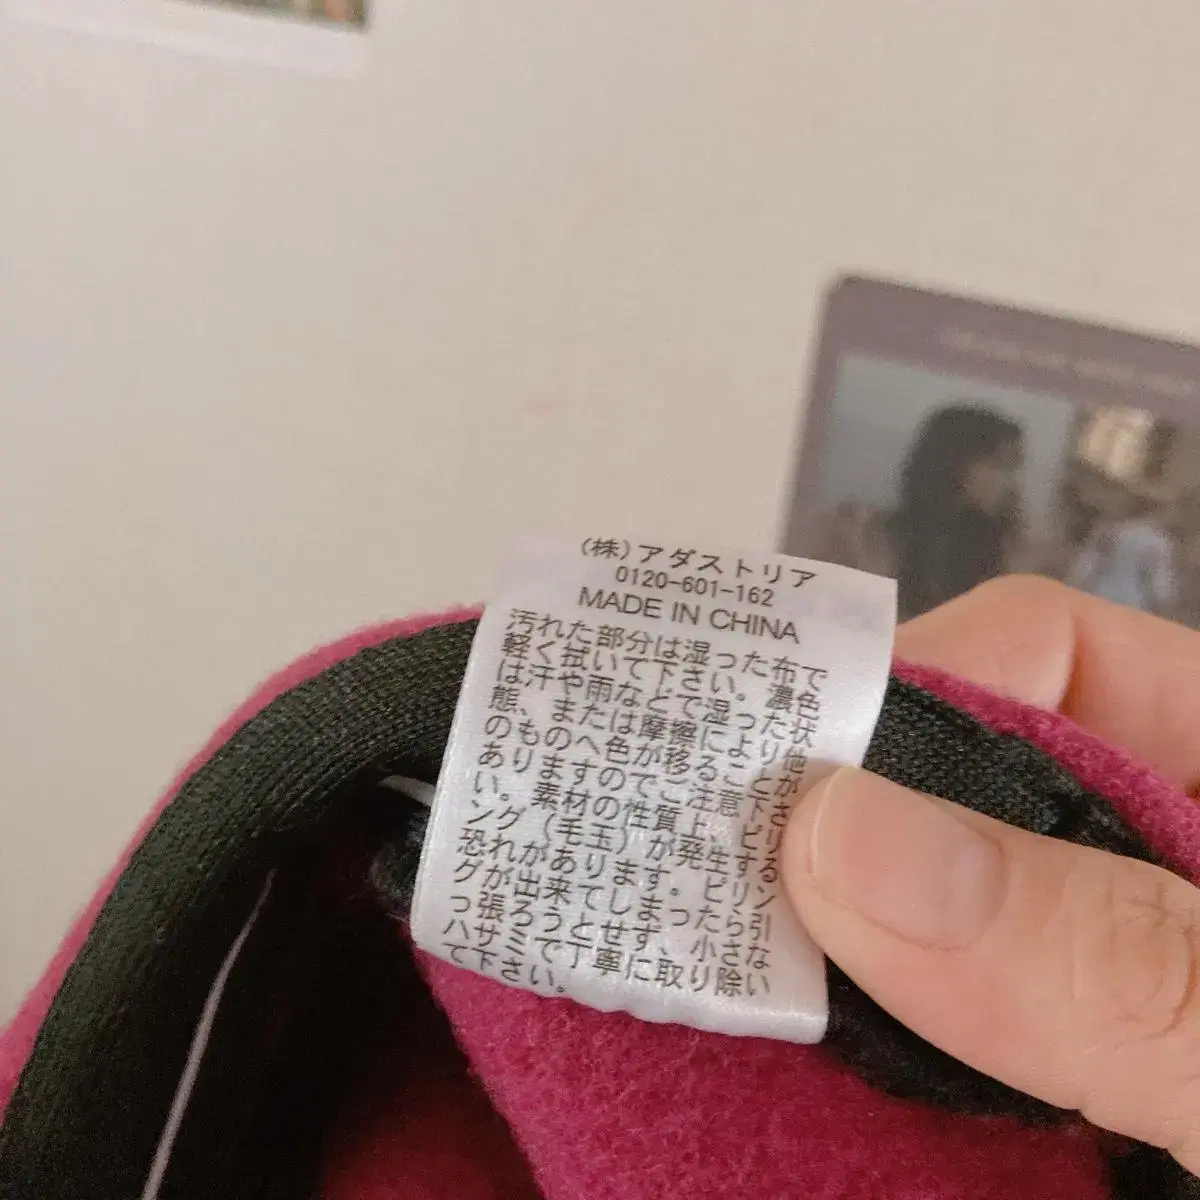 (株)アダストリア
0120-601-162
MADE IN CHINA
汚れた部分は湿った布で
軽く拭いて下さい。濃色
は汗や雨などで湿った状
態、または摩擦により他
のものへ色が移ることが
ありますのでご注意下さ
い。素材の性質上、ピリ
ング(毛玉)が発生する
恐れがあります。ピリン
グが出来てしまったら引
っ張ろうとせず、小さな
ハサミで丁寧に取り除い
て下さい。